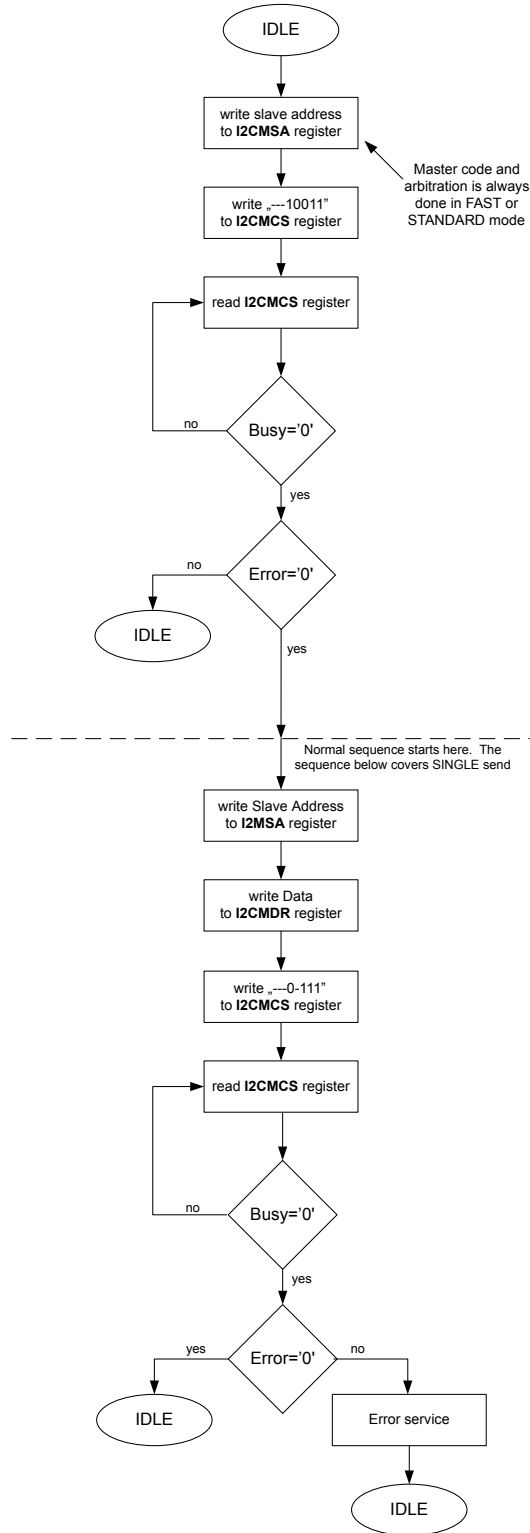 IDLE
write slave address
to I2CMSA register
Master code and
arbitration is always
done in FAST or
STANDARD mode
write „---10011”
to I2CMCS register
read I2CMCS register
Busy='0'
no
yes
Error='0'
no
IDLE
yes
Normal sequence starts here. The
sequence below covers SINGLE send
write Slave Address
to I2MSA register
write Data
to I2CMDR register
write „---0-111”
to I2CMCS register
read I2CMCS register
Busy='0'
no
yes
Error='0'
yes
no
IDLE
Error service
IDLE